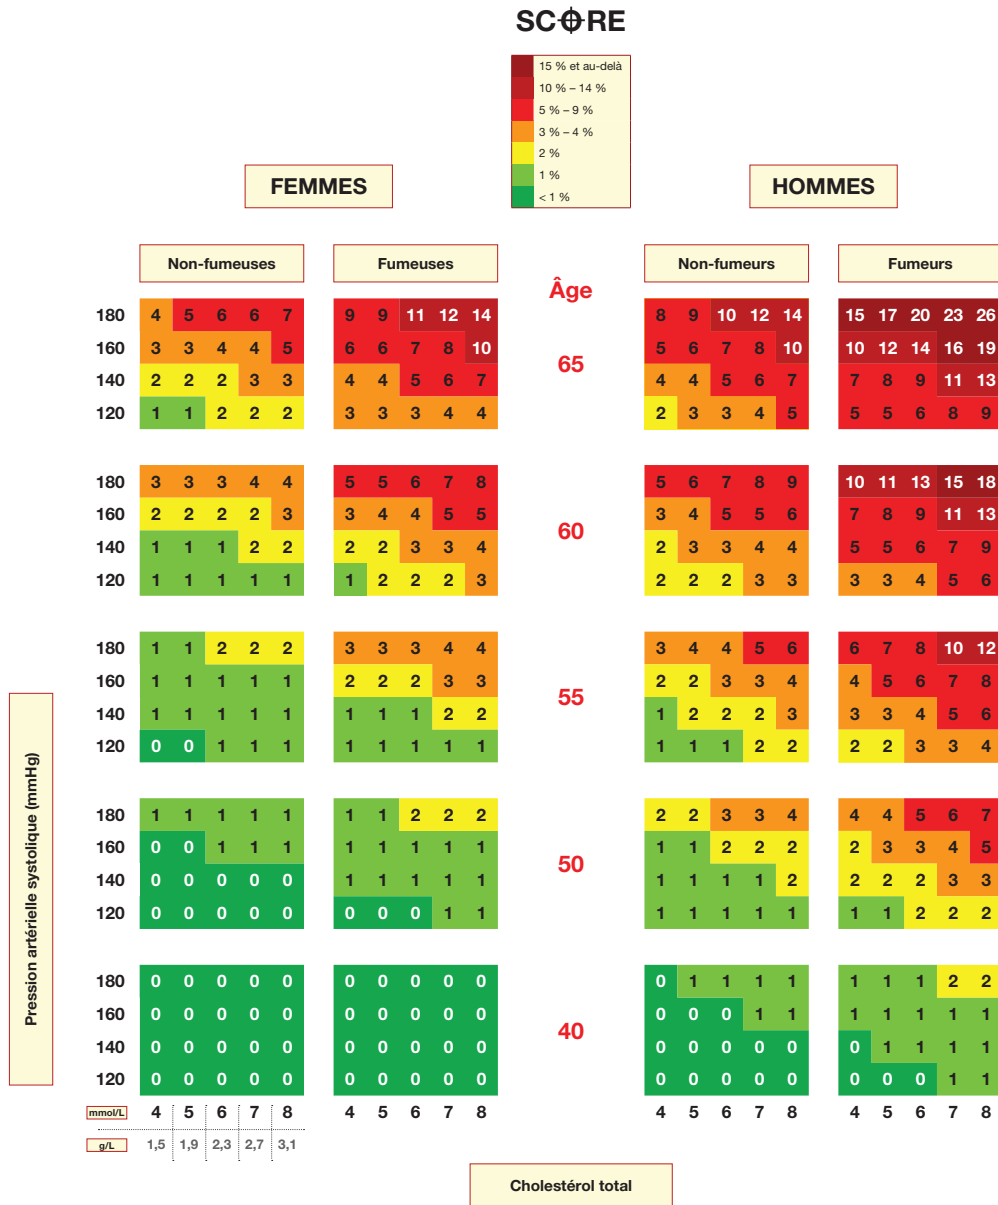 SCORE
15 % et au-delà
10 % – 14 %
5 % – 9 %
3 % – 4 %
2 %
1 %
< 1 %
FEMMES HOMMES
Non-fumeuses Fumeuses Non-fumeurs Fumeurs
Âge
180 4 5 6 6 7 9 9 11 12 14 8 9 10 12 14 15 17 20 23 26
160 3 3 4 4 5 6 6 7 8 10 5 6 7 8 10 10 12 14 16 19
65
140 2 2 2 3 3 4 4 5 6 7 4 4 5 6 7 7 8 9 11 13
120 1 1 2 2 2 3 3 3 4 4 2 3 3 4 5 5 5 6 8 9
180 3 3 3 4 4 5 5 6 7 8 5 6 7 8 9 10 11 13 15 18
160 2 2 2 2 3 3 4 4 5 5 3 4 5 5 6 7 8 9 11 13
60
140 1 1 1 2 2 2 2 3 3 4 2 3 3 4 4 5 5 6 7 9
120 1 1 1 1 1 1 2 2 2 3 2 2 2 3 3 3 3 4 5 6
180 1 1 2 2 2 3 3 3 4 4 3 4 4 5 6 6 7 8 10 12
160 1 1 1 1 1 2 2 2 3 3 2 2 3 3 4 4 5 6 7 8
55
140 1 1 1 1 1 1 1 1 2 2 1 2 2 2 3 3 3 4 5 6
120 0 0 1 1 1 1 1 1 1 1 1 1 1 2 2 2 2 3 3 4
180 1 1 1 1 1 1 1 2 2 2 2 2 3 3 4 4 4 5 6 7
160 0 0 1 1 1 1 1 1 1 1 1 1 2 2 2 2 3 3 4 5
50
140 0 0 0 0 0 1 1 1 1 1 1 1 1 1 2 2 2 2 3 3
120 0 0 0 0 0 0 0 0 1 1 1 1 1 1 1 1 1 2 2 2
180 0 0 0 0 0 0 0 0 0 0 0 1 1 1 1 1 1 1 2 2
160 0 0 0 0 0 0 0 0 0 0 0 0 0 1 1 1 1 1 1 1
40
140 0 0 0 0 0 0 0 0 0 0 0 0 0 0 0 0 1 1 1 1
120 0 0 0 0 0 0 0 0 0 0 0 0 0 0 0 0 0 0 1 1
mmol/L 4 5 6 7 8 4 5 6 7 8 4 5 6 7 8 4 5 6 7 8
g/L 1,5 1,9 2,3 2,7 3,1
Pression artérielle systolique (mmHg)
Cholestérol total